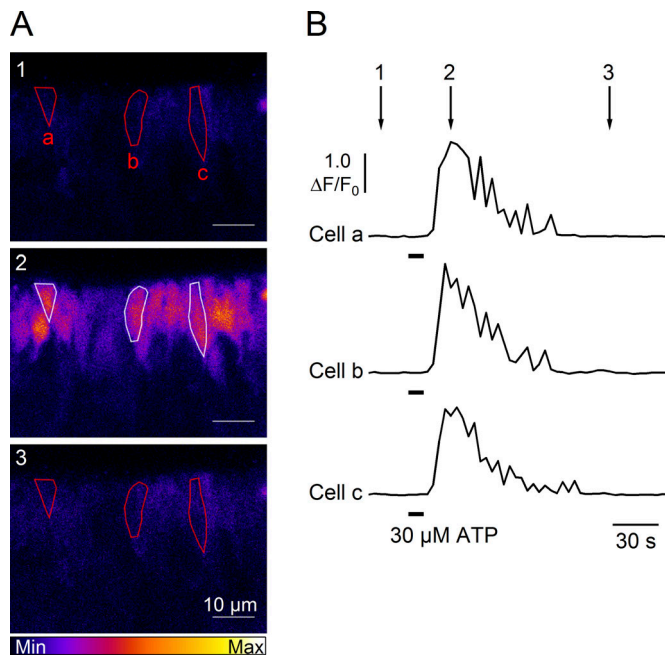 A
1
a
b
c
2
3
10 µm
Min Max
B
1 2 3
1.0
ΔF/F₀
Cell a
Cell b
Cell c
30 µM ATP
30 s